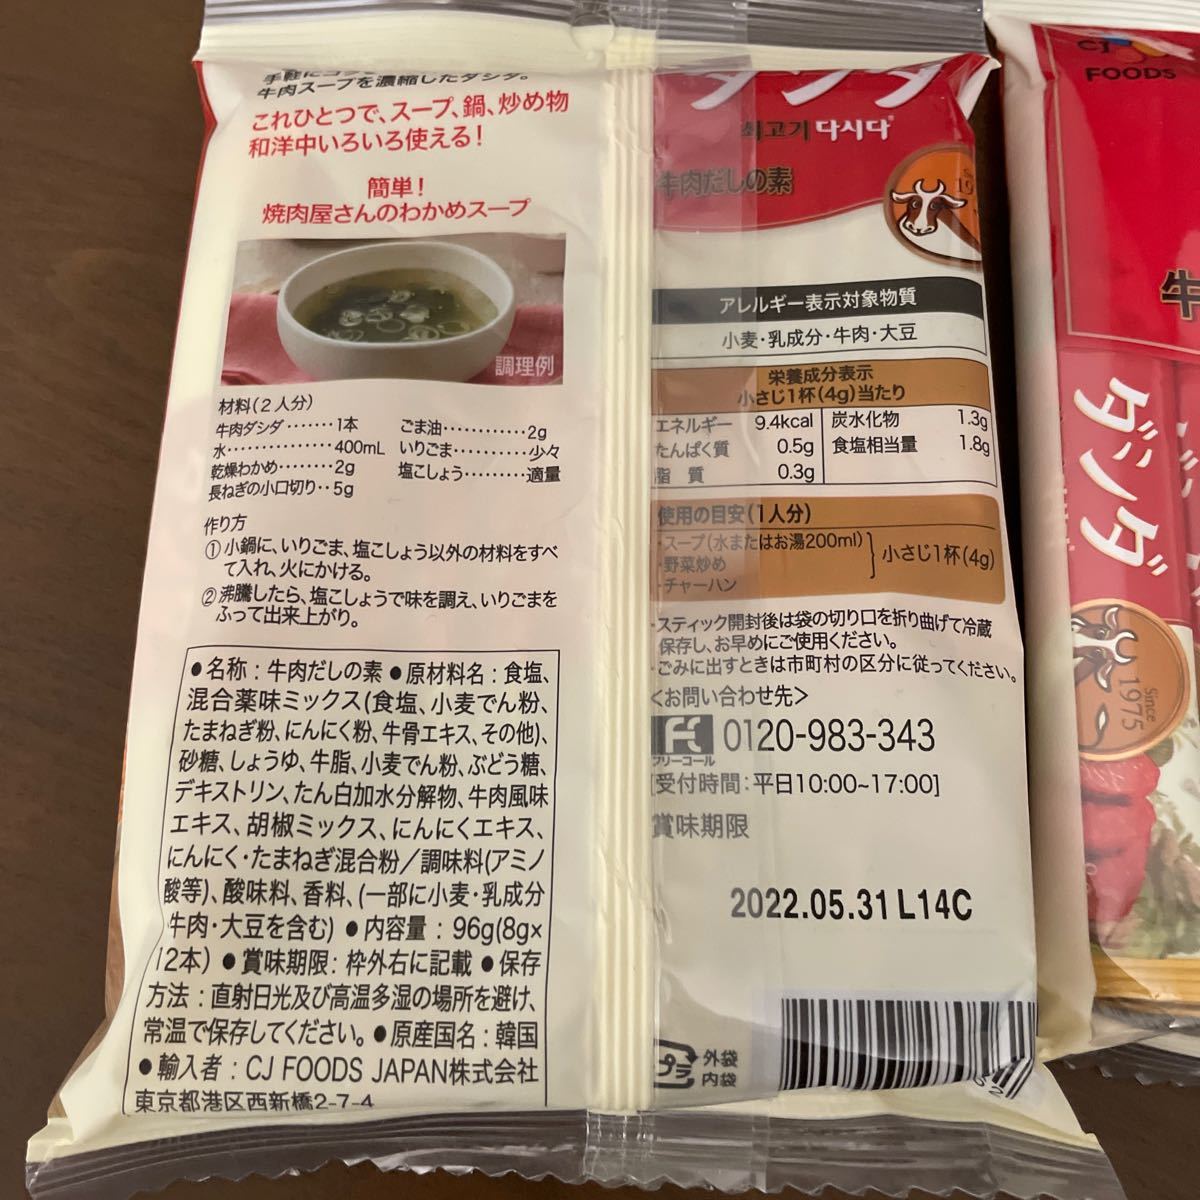 牛肉スープを濃縮したダシダ。
これひとつで、スープ、鍋、炒め物
和洋中いろいろ使える!
簡単!
焼肉屋さんのわかめスープ
調理例
材料(2人分)
牛肉ダシダ・・・・・・・1本
水・・・・・・・・・・・400mL
乾燥わかめ・・・・・・・・2g
長ねぎの小口切り・・5g
ごま油・・・・・・・・・・・・2g
いりごま・・・・・・・・・・少々
塩こしょう・・・・・・・・適量
作り方
①小鍋に、いりごま、塩こしょう以外の材料をすべ
て入れ、火にかける。
②沸騰したら、塩こしょうで味を調え、いりごまを
ふって出来上がり。
●名称:牛肉だしの素 ●原材料名:食塩、
混合薬味ミックス(食塩、小麦でん粉、
たまねぎ粉、にんにく粉、牛骨エキス、その他)、
砂糖、しょうゆ、牛脂、小麦でん粉、ぶどう糖、
デキストリン、たん白加水分解物、牛肉風味
エキス、胡椒ミックス、にんにくエキス、
にんにく・たまねぎ混合粉/調味料(アミノ
酸等)、酸味料、香料、(一部に小麦・乳成分
牛肉・大豆を含む) ●内容量:96g(8g×
12本) ●賞味期限:枠外右に記載 ●保存
方法:直射日光及び高温多湿の場所を避け、
常温で保存してください。 ●原産国名:韓国
●輸入者:CJ FOODS JAPAN株式会社
東京都港区西新橋2-7-4
쇠고기 다시다
牛肉だしの素
アレルギー表示対象物質
小麦・乳成分・牛肉・大豆
栄養成分表示
小さじ1杯(4g)当たり
エネルギー 9.4kcal 炭水化物 1.3g
たんぱく質 0.5g 食塩相当量 1.8g
脂 質 0.3g
使用の目安(1人分)
・スープ(水またはお湯200ml)
・野菜炒め
・チャーハン
小さじ1杯(4g)
スティック開封後は袋の切り口を折り曲げて冷蔵
保存し、お早めにご使用ください。
ごみに出すときは市町村の区分に従ってください。
<お問い合わせ先>
フリーコール 0120-983-343
[受付時間:平日10:00~17:00]
賞味期限
2022.05.31 L14C
プラ
外袋
内袋
CJ
FOODS
牛
ダシダ
Since
1975